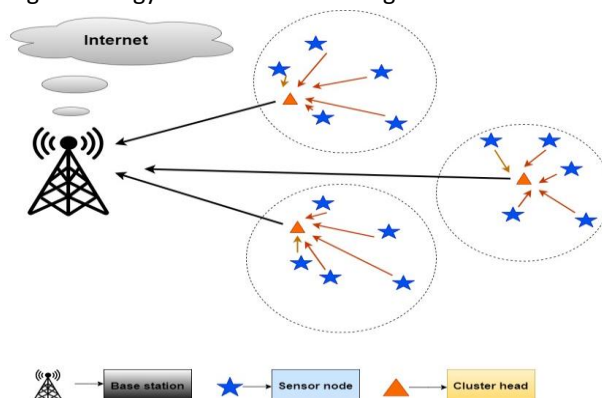 Internet
Base station
Sensor node
Cluster head